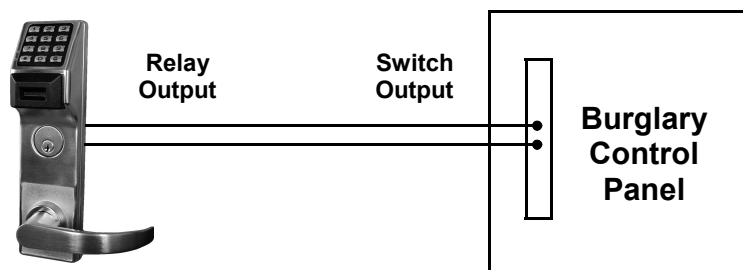 Relay
Output
Switch
Output
Burglary
Control
Panel